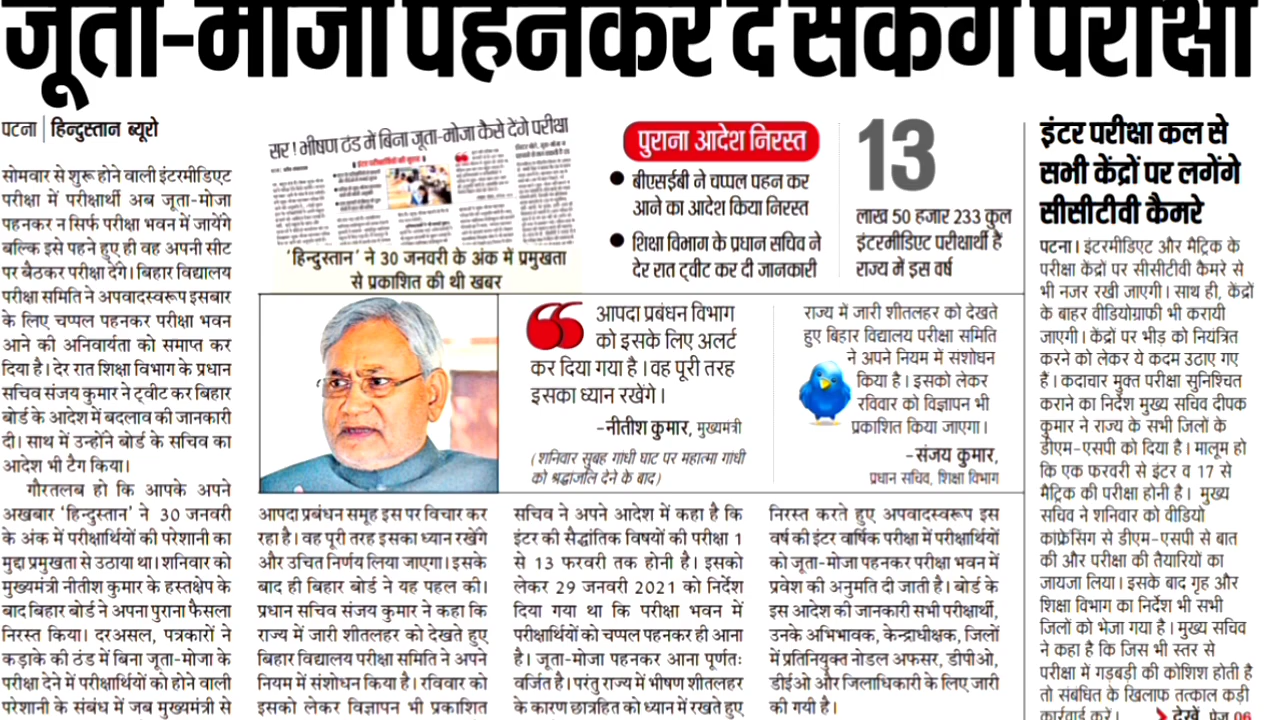 जूता-मोजा पहनकर दे सकेंगे परीक्षा
पटना | हिन्दुस्तान ब्यूरो
सोमवार से शुरू होने वाली इंटरमीडिएट
परीक्षा में परीक्षार्थी अब जूता-मोजा
पहनकर न सिर्फ परीक्षा भवन में जायेंगे
बल्कि इसे पहने हुए ही वह अपनी सीट
पर बैठकर परीक्षा देंगे। बिहार विद्यालय
परीक्षा समिति ने अपवादस्वरूप इसबार
के लिए चप्पल पहनकर परीक्षा भवन
आने की अनिवार्यता को समाप्त कर
दिया है। देर रात शिक्षा विभाग के प्रधान
सचिव संजय कुमार ने ट्वीट कर बिहार
बोर्ड के आदेश में बदलाव की जानकारी
दी। साथ में उन्होंने बोर्ड के सचिव का
आदेश भी टैग किया।
गौरतलब हो कि आपके अपने
अखबार 'हिन्दुस्तान' ने 30 जनवरी
के अंक में परीक्षार्थियों की परेशानी का
मुद्दा प्रमुखता से उठाया था। शनिवार को
मुख्यमंत्री नीतीश कुमार के हस्तक्षेप के
बाद बिहार बोर्ड ने अपना पुराना फैसला
निरस्त किया। दरअसल, पत्रकारों ने
कड़ाके की ठंड में बिना जूता-मोजा के
परीक्षा देने में परीक्षार्थियों को होने वाली
परेशानी के संबंध में जब मुख्यमंत्री से
सर! भीषण ठंड में बिना जूता-मोजा कैसे देंगे परीक्षा
'हिन्दुस्तान' ने 30 जनवरी के अंक में प्रमुखता
से प्रकाशित की थी खबर
पुराना आदेश निरस्त
● बीएसईबी ने चप्पल पहन कर
आने का आदेश किया निरस्त
● शिक्षा विभाग के प्रधान सचिव ने
देर रात ट्वीट कर दी जानकारी
13
लाख 50 हजार 233 कुल
इंटरमीडिएट परीक्षार्थी हैं
राज्य में इस वर्ष
आपदा प्रबंधन विभाग
को इसके लिए अलर्ट
कर दिया गया है। वह पूरी तरह
इसका ध्यान रखेंगे।
-नीतीश कुमार, मुख्यमंत्री
(शनिवार सुबह गांधी घाट पर महात्मा गांधी
को श्रद्धांजलि देने के बाद)
राज्य में जारी शीतलहर को देखते
हुए बिहार विद्यालय परीक्षा समिति
ने अपने नियम में संशोधन
किया है। इसको लेकर
रविवार को विज्ञापन भी
प्रकाशित किया जाएगा।
-संजय कुमार,
प्रधान सचिव, शिक्षा विभाग
आपदा प्रबंधन समूह इस पर विचार कर
रहा है। वह पूरी तरह इसका ध्यान रखेंगे
और उचित निर्णय लिया जाएगा। इसके
बाद ही बिहार बोर्ड ने यह पहल की।
प्रधान सचिव संजय कुमार ने कहा कि
राज्य में जारी शीतलहर को देखते हुए
बिहार विद्यालय परीक्षा समिति ने अपने
नियम में संशोधन किया है। रविवार को
इसको लेकर विज्ञापन भी प्रकाशित
सचिव ने अपने आदेश में कहा है कि
इंटर की सैद्धांतिक विषयों की परीक्षा 1
से 13 फरवरी तक होनी है। इसको
लेकर 29 जनवरी 2021 को निर्देश
दिया गया था कि परीक्षा भवन में
परीक्षार्थियों को चप्पल पहनकर ही आना
है। जूता-मोजा पहनकर आना पूर्णतः
वर्जित है। परंतु राज्य में भीषण शीतलहर
के कारण छात्रहित को ध्यान में रखते हुए
निरस्त करते हुए अपवादस्वरूप इस
वर्ष की इंटर वार्षिक परीक्षा में परीक्षार्थियों
को जूता-मोजा पहनकर परीक्षा भवन में
प्रवेश की अनुमति दी जाती है। बोर्ड के
इस आदेश की जानकारी सभी परीक्षार्थी,
उनके अभिभावक, केन्द्राधीक्षक, जिलों
में प्रतिनियुक्त नोडल अफसर, डीपीओ,
डीईओ और जिलाधिकारी के लिए जारी
की गयी है।
इंटर परीक्षा कल से
सभी केंद्रों पर लगेंगे
सीसीटीवी कैमरे
पटना। इंटरमीडिएट और मैट्रिक के
परीक्षा केंद्रों पर सीसीटीवी कैमरे से
भी नजर रखी जाएगी। साथ ही, केंद्रों
के बाहर वीडियोग्राफी भी करायी
जाएगी। केंद्रों पर भीड़ को नियंत्रित
करने को लेकर ये कदम उठाए गए
हैं। कदाचार मुक्त परीक्षा सुनिश्चित
कराने का निर्देश मुख्य सचिव दीपक
कुमार ने राज्य के सभी जिलों के
डीएम-एसपी को दिया है। मालूम हो
कि एक फरवरी से इंटर व 17 से
मैट्रिक की परीक्षा होनी है। मुख्य
सचिव ने शनिवार को वीडियो
कांफ्रेंसिंग से डीएम-एसपी से बात
की और परीक्षा की तैयारियों का
जायजा लिया। इसके बाद गृह और
शिक्षा विभाग का निर्देश भी सभी
जिलों को भेजा गया है। मुख्य सचिव
ने कहा है कि जिस भी स्तर से
परीक्षा में गड़बड़ी की कोशिश होती है
तो संबंधित के खिलाफ तत्काल कड़ी
कार्रवाई करें। देखें पेज 06